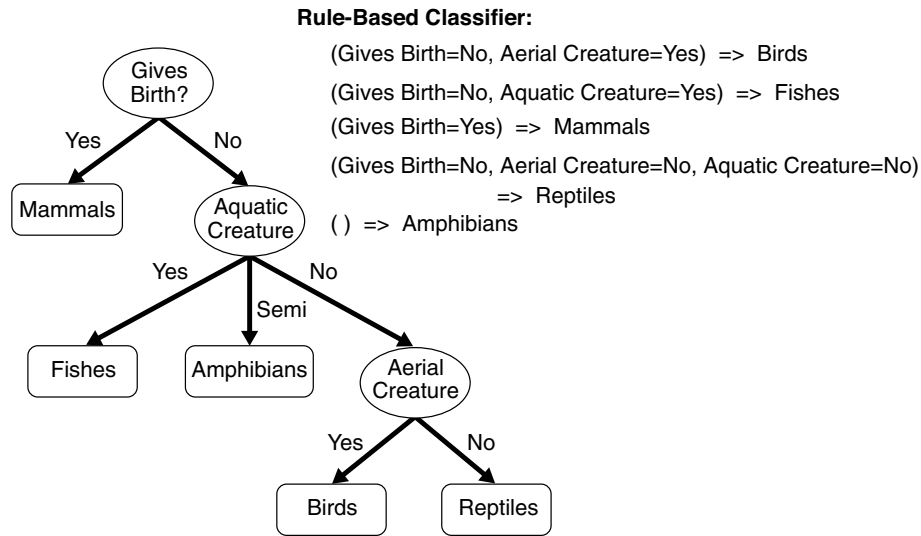 Rule-Based Classifier:
(Gives Birth=No, Aerial Creature=Yes) => Birds
(Gives Birth=No, Aquatic Creature=Yes) => Fishes
(Gives Birth=Yes) => Mammals
(Gives Birth=No, Aerial Creature=No, Aquatic Creature=No)
=> Reptiles
( ) => Amphibians
Gives
Birth?
Yes
No
Mammals
Aquatic
Creature
Yes
Semi
No
Fishes
Amphibians
Aerial
Creature
Yes
No
Birds
Reptiles